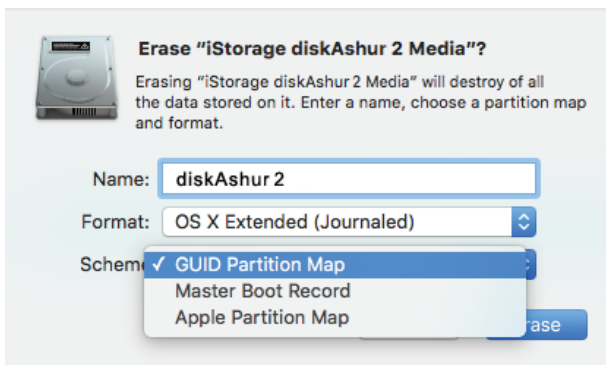 Erase “iStorage diskAshur 2 Media”?
Erasing “iStorage diskAshur 2 Media” will destroy of all
the data stored on it. Enter a name, choose a partition map
and format.
Name: diskAshur 2
Format: OS X Extended (Journaled)
Schem ✓ GUID Partition Map
Master Boot Record
Apple Partition Map
rase